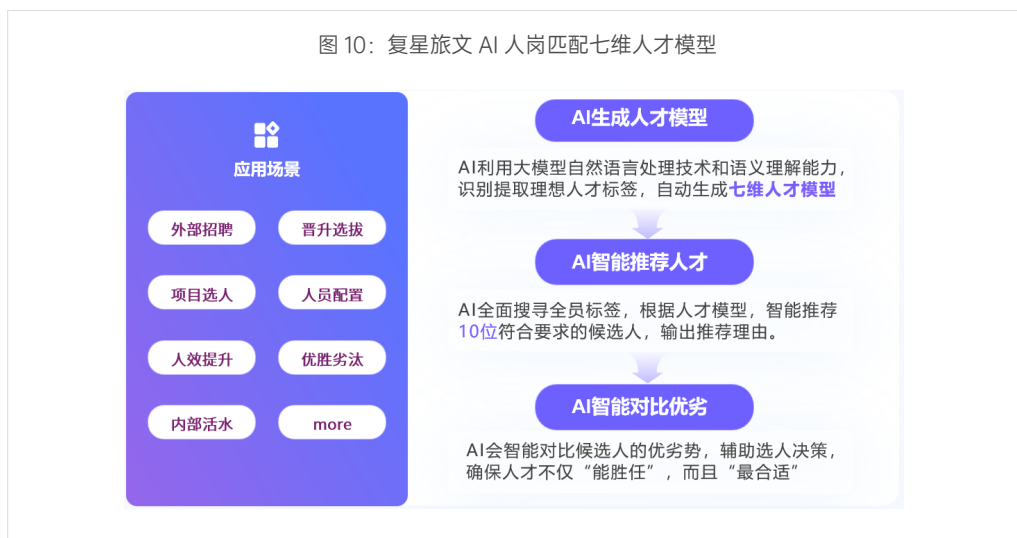 图 10：复星旅文 AI 人岗匹配七维人才模型
应用场景
外部招聘
晋升选拔
项目选人
人员配置
人效提升
优胜劣汰
内部活水
more
AI生成人才模型
AI利用大模型自然语言处理技术和语义理解能力，
识别提取理想人才标签，自动生成七维人才模型
AI智能推荐人才
AI全面搜寻全员标签，根据人才模型，智能推荐
10位符合要求的候选人，输出推荐理由。
AI智能对比优劣
AI会智能对比候选人的优劣势，辅助选人决策，
确保人才不仅“能胜任”，而且“最合适”